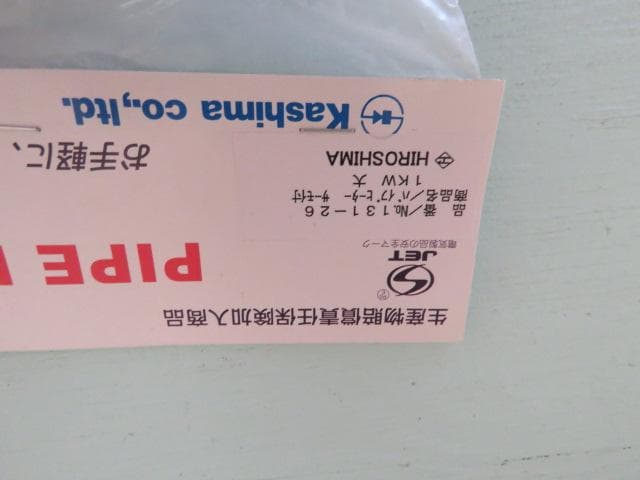 生産物賠償責任保険加入商品
S
JET
電気製品の安全マーク
PIPE
品 番/No.131-26
商品名/パイプヒーター サーモ付
1KW 大
HIROSHIMA
お手軽に、
Kashima co.,ltd.